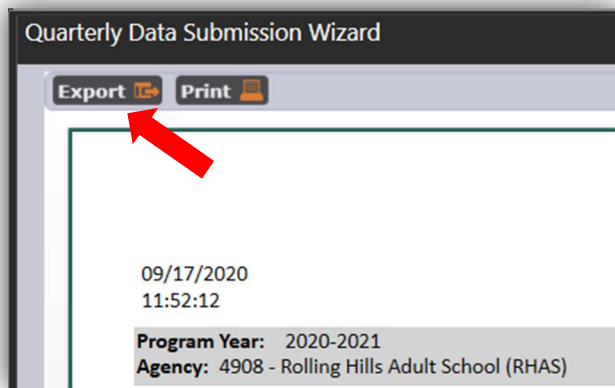 Quarterly Data Submission Wizard
Export Print
09/17/2020
11:52:12
Program Year: 2020-2021
Agency: 4908 - Rolling Hills Adult School (RHAS)